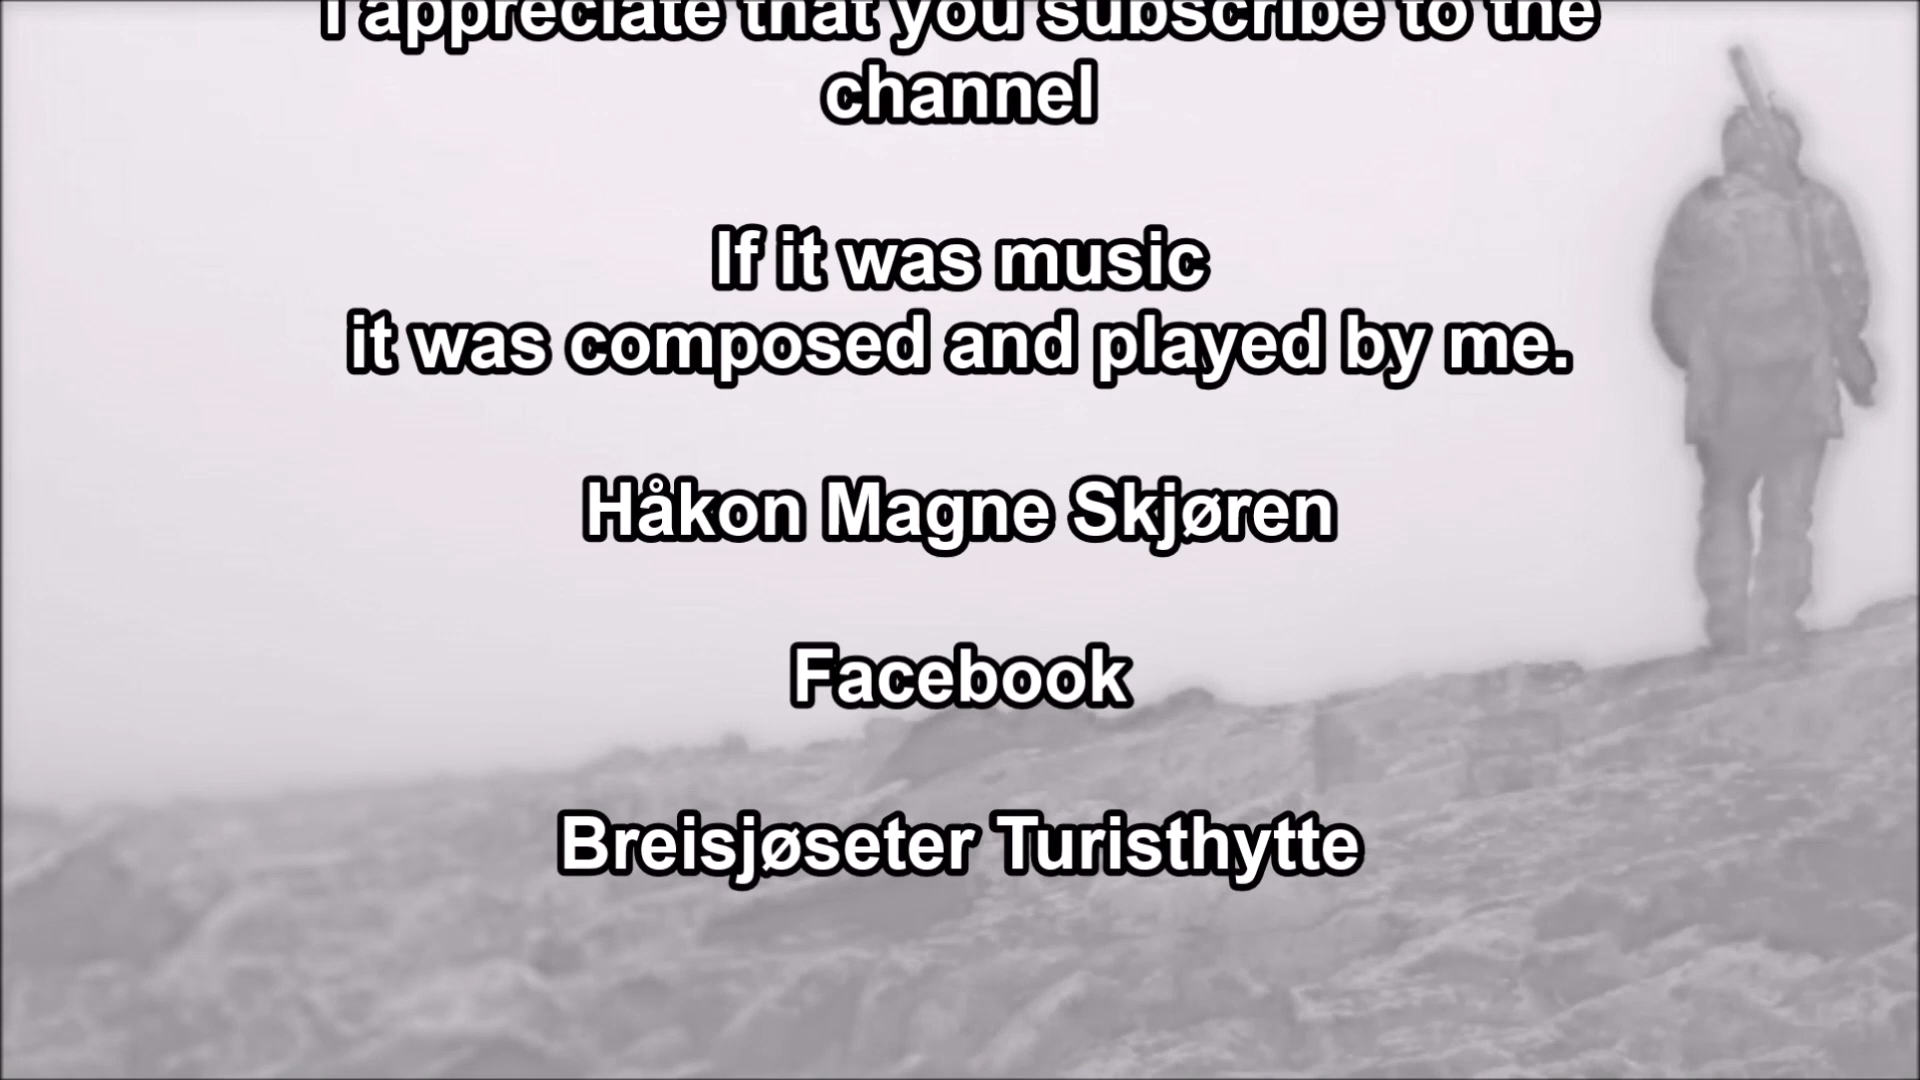 I appreciate that you subscribe to the
channel
If it was music
it was composed and played by me.
Håkon Magne Skjøren
Facebook
Breisjøseter Turisthytte